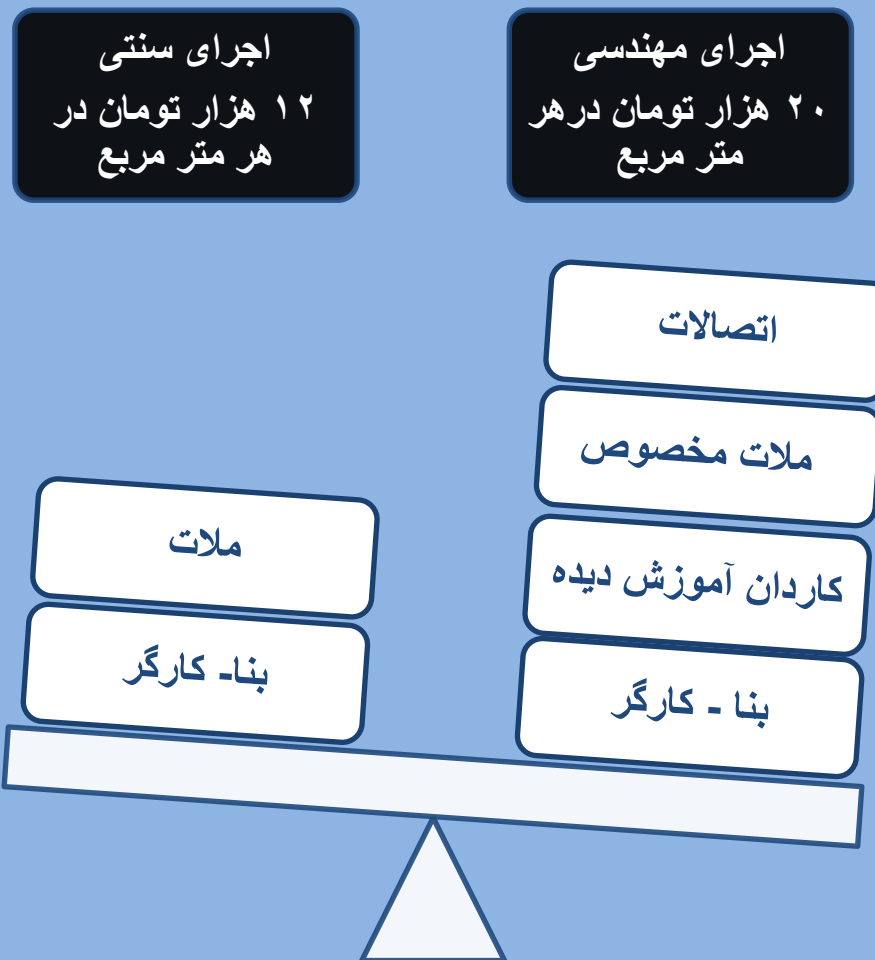 اجرای مهندسی
۲۰ هزار تومان درهر
متر مربع
اجرای سنتی
۱۲ هزار تومان در
هر متر مربع
اتصالات
ملات مخصوص
کاردان آموزش دیده
بنا - کارگر
ملات
بنا- کارگر